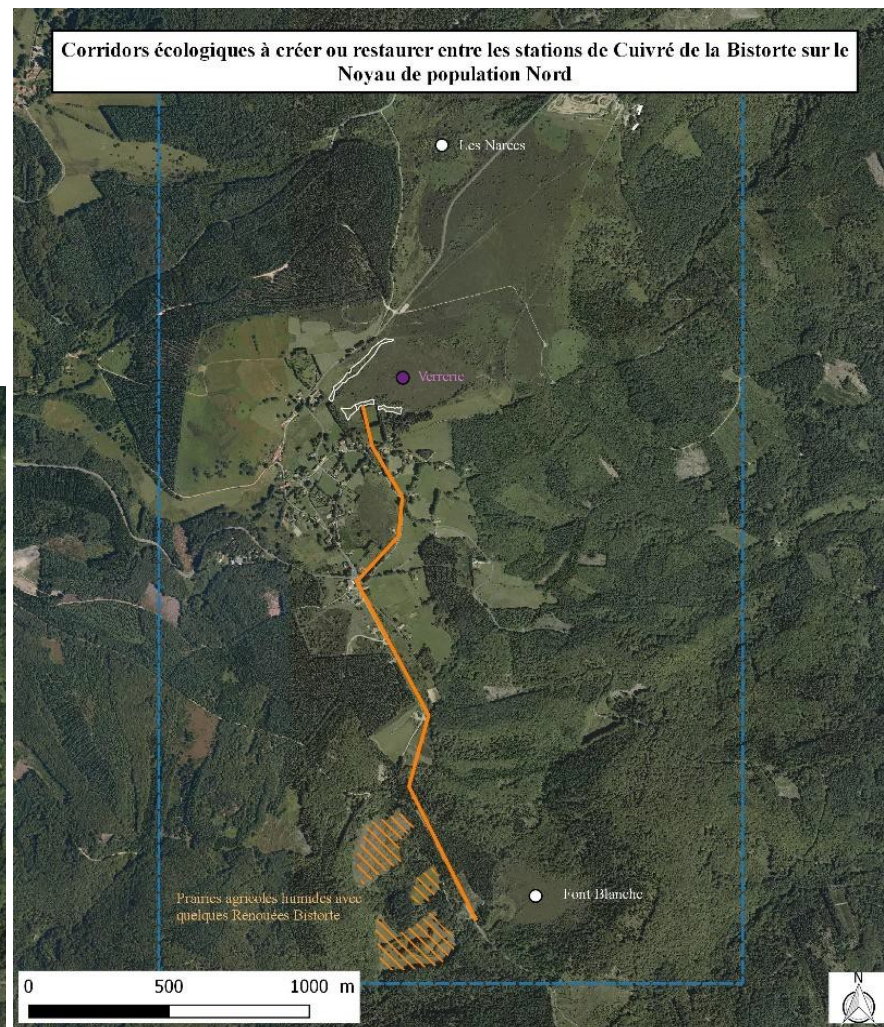 Corridors écologiques à créer ou restaurer entre les stations de Cuivré de la Bistorte sur le
Noyau de population Nord
Les Narces
Verrerie
Prairies agricoles humides avec
quelques Renouées Bistorte
Font Blanche
0 500 1000 m
N